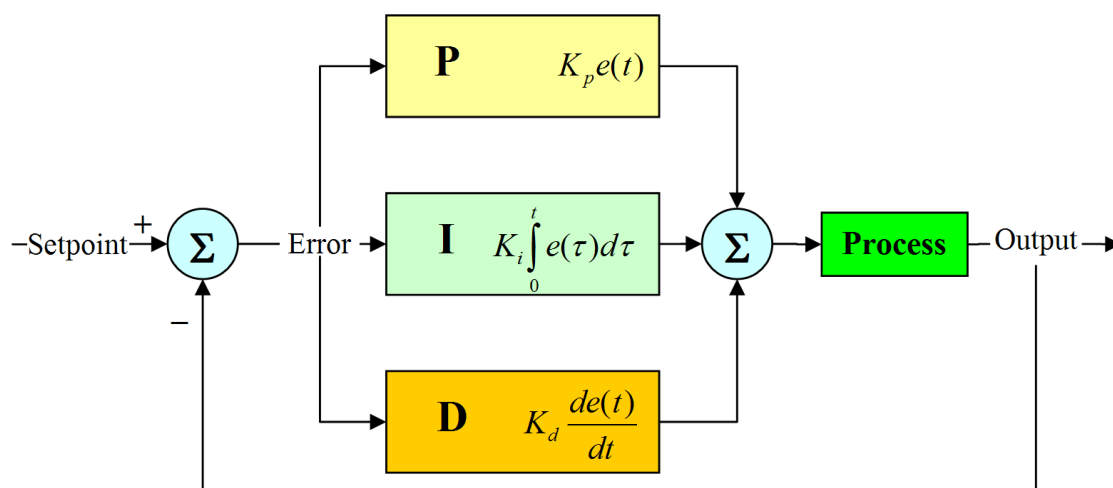 P K_p e(t)
+
Setpoint
Σ
Error
I K_i ∫_0^t e(τ)dτ
Σ
Process
Output
−
D K_d de(t)/dt